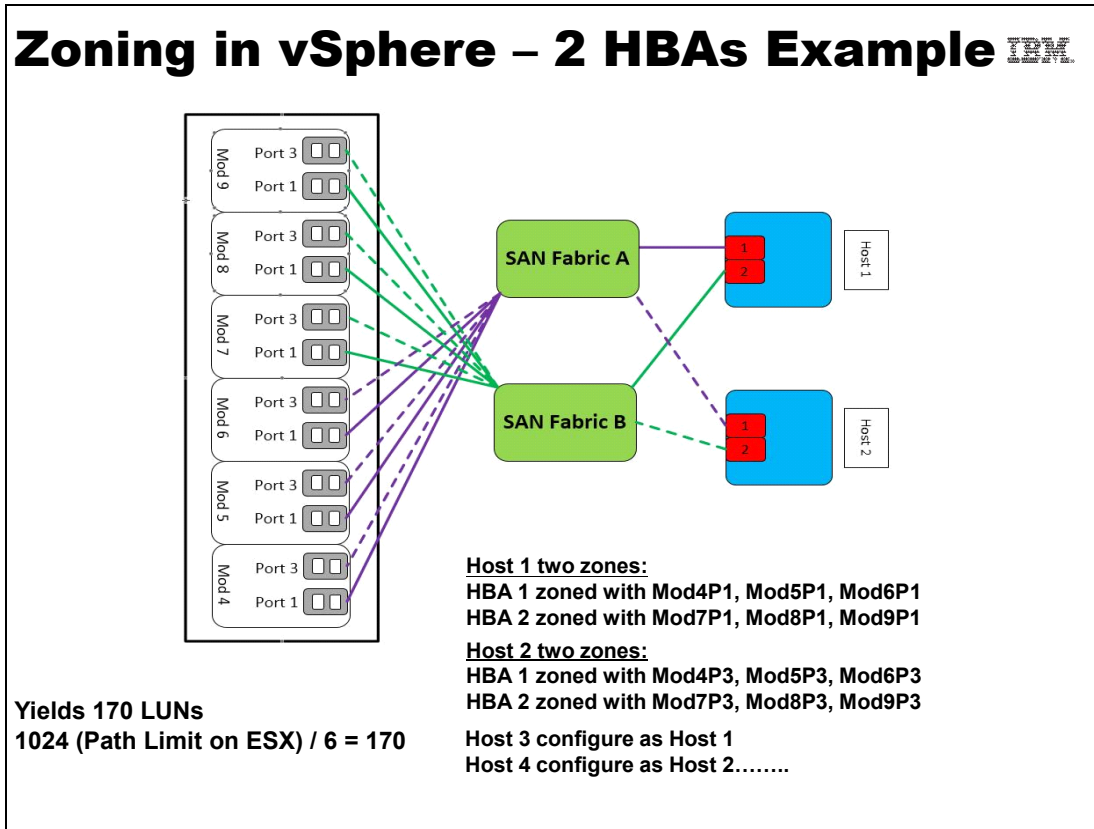 Zoning in vSphere – 2 HBAs Example IBM.
Mod 9
Port 3
Port 1
Mod 8
Port 3
Port 1
Mod 7
Port 3
Port 1
Mod 6
Port 3
Port 1
Mod 5
Port 3
Port 1
Mod 4
Port 3
Port 1
SAN Fabric A
SAN Fabric B
1
2
Host 1
1
2
Host 2
Host 1 two zones:
HBA 1 zoned with Mod4P1, Mod5P1, Mod6P1
HBA 2 zoned with Mod7P1, Mod8P1, Mod9P1
Host 2 two zones:
HBA 1 zoned with Mod4P3, Mod5P3, Mod6P3
HBA 2 zoned with Mod7P3, Mod8P3, Mod9P3
Host 3 configure as Host 1
Host 4 configure as Host 2……..
Yields 170 LUNs
1024 (Path Limit on ESX) / 6 = 170